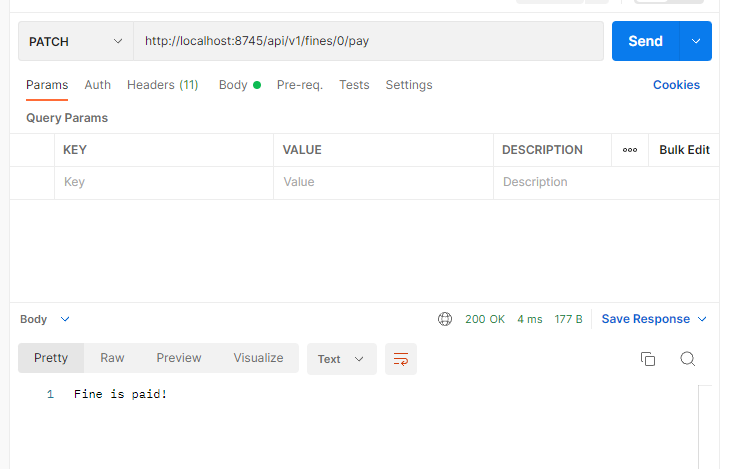 PATCH http://localhost:8745/api/v1/fines/0/pay Send
Params Auth Headers (11) Body Pre-req. Tests Settings Cookies
Query Params
KEY VALUE DESCRIPTION Bulk Edit
Key Value Description
Body 200 OK 4 ms 177 B Save Response
Pretty Raw Preview Visualize Text
1 Fine is paid!